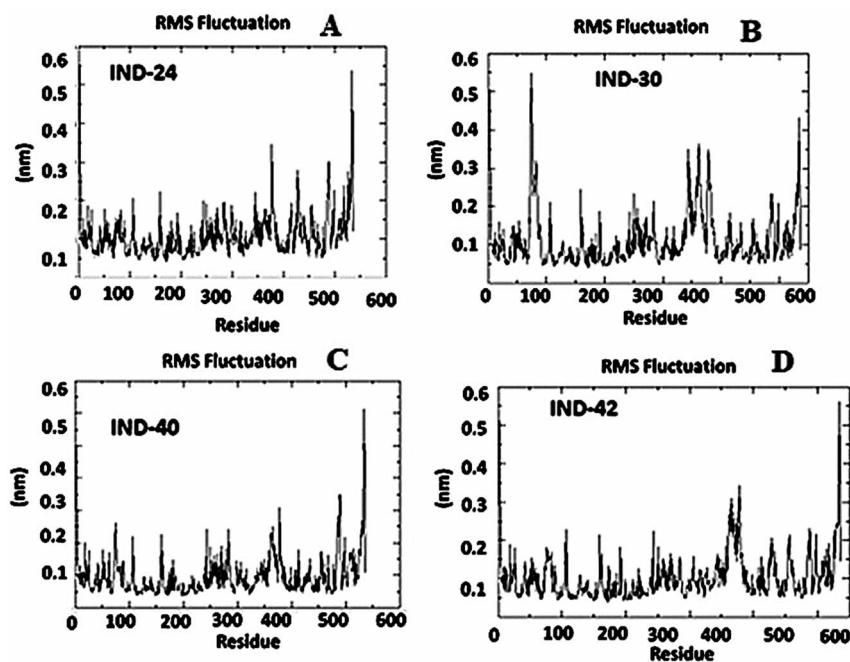 RMS Fluctuation A
IND-24
(nm)
0.6
0.5
0.4
0.3
0.2
0.1
0 100 200 300 400 500 600
Residue
RMS Fluctuation B
IND-30
(nm)
0.6
0.5
0.4
0.3
0.2
0.1
0 100 200 300 400 500 600
Residue
RMS Fluctuation C
IND-40
(nm)
0.6
0.5
0.4
0.3
0.2
0.1
0 100 200 300 400 500 600
Residue
RMS Fluctuation D
IND-42
(nm)
0.6
0.5
0.4
0.3
0.2
0.1
0 100 200 300 400 500 600
Residue